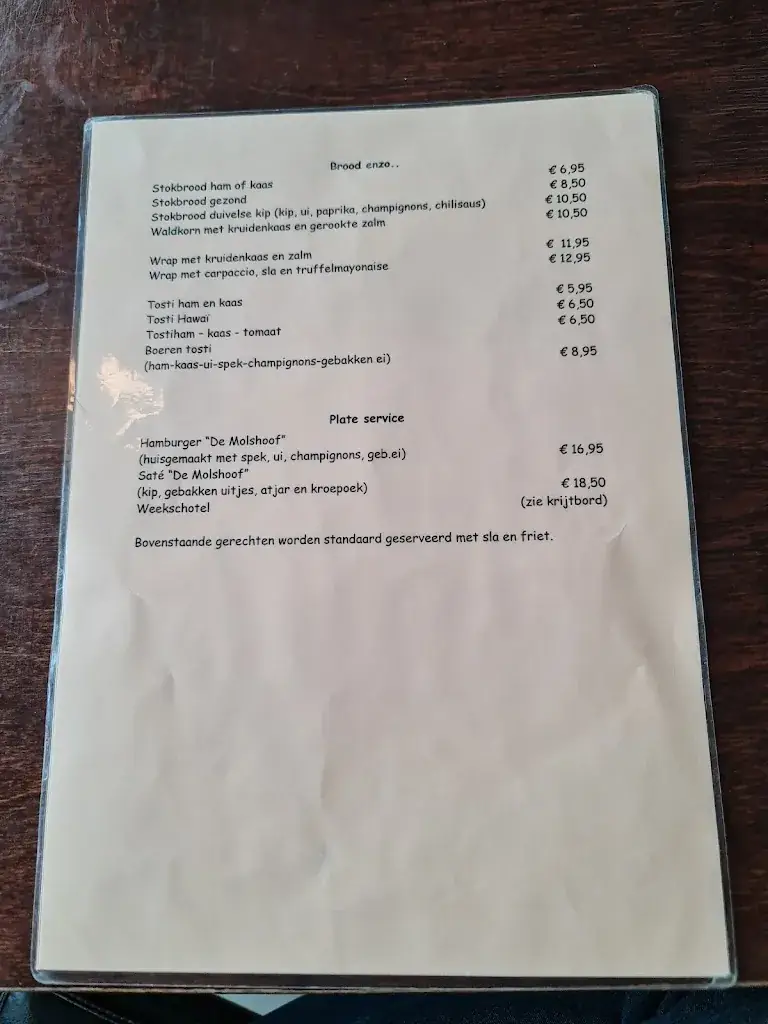 Brood enzo..
Stokbrood ham of kaas € 6,95
Stokbrood gezond € 8,50
Stokbrood duivelse kip (kip, ui, paprika, champignons, chilisaus) € 10,50
Waldkorn met kruidenkaas en gerookte zalm € 10,50
Wrap met kruidenkaas en zalm € 11,95
Wrap met carpaccio, sla en truffelmayonaise € 12,95
Tosti ham en kaas € 5,95
Tosti Hawaï € 6,50
Tostiham - kaas - tomaat € 6,50
Boeren tosti
(ham-kaas-ui-spek-champignons-gebakken ei) € 8,95
Plate service
Hamburger "De Molshoof"
(huisgemaakt met spek, ui, champignons, geb.ei) € 16,95
Saté "De Molshoof"
(kip, gebakken uitjes, atjar en kroepoek) € 18,50
Weekschotel (zie krijtbord)
Bovenstaande gerechten worden standaard geserveerd met sla en friet.